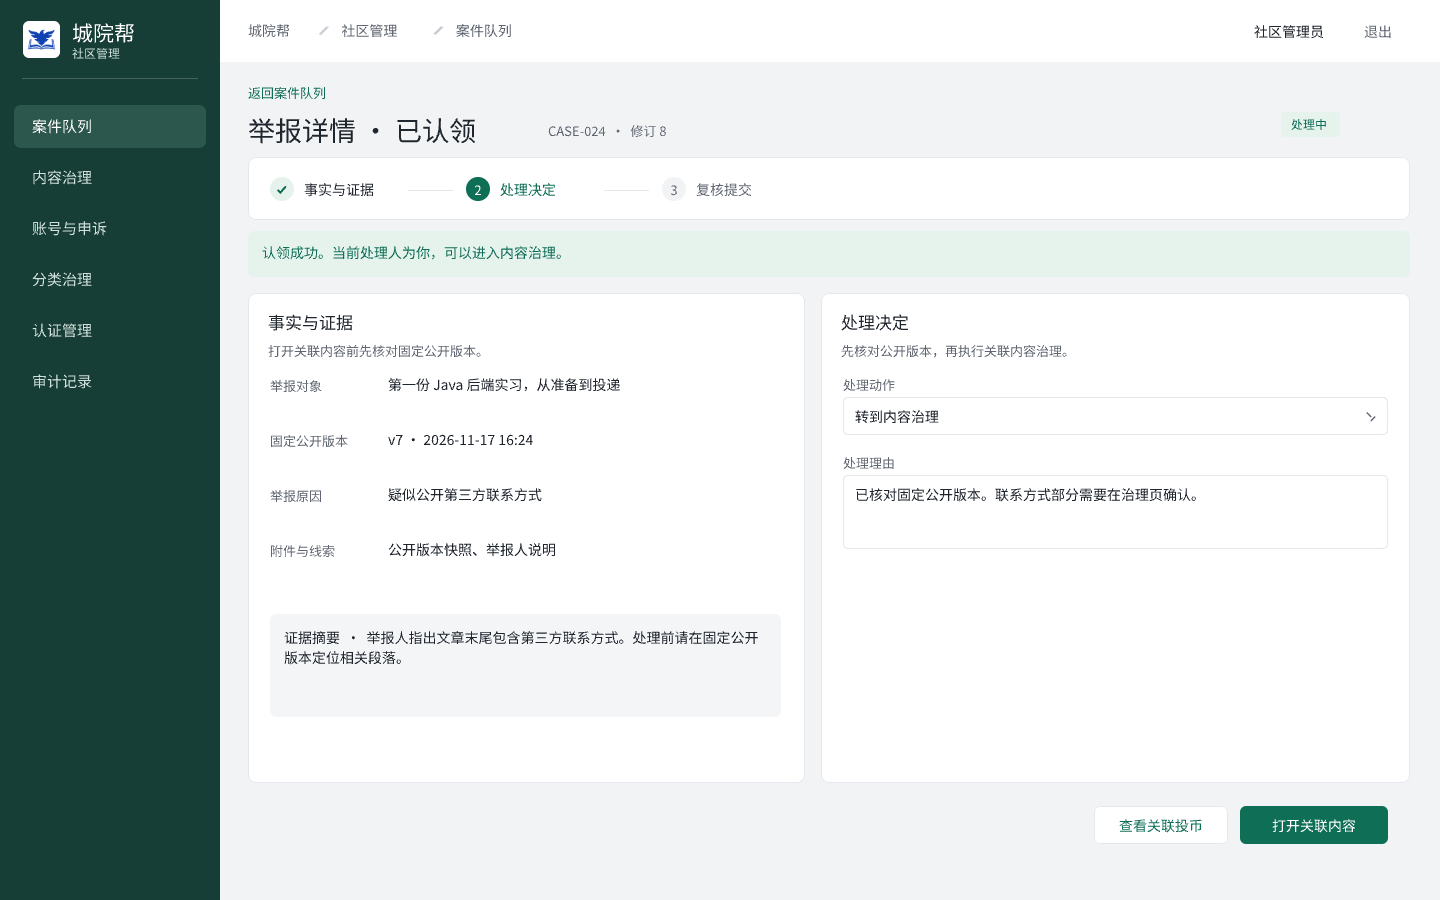 城院帮
社区管理
案件队列
内容治理
账号与申诉
分类治理
认证管理
审计记录
城院帮 / 社区管理 / 案件队列
社区管理员
退出
返回案件队列
举报详情 · 已认领
CASE-024 · 修订 8
处理中
事实与证据
2 处理决定
3 复核提交
认领成功。当前处理人为你，可以进入内容治理。
事实与证据
打开关联内容前先核对固定公开版本。
举报对象 第一份 Java 后端实习，从准备到投递
固定公开版本 v7 · 2026-11-17 16:24
举报原因 疑似公开第三方联系方式
附件与线索 公开版本快照、举报人说明
证据摘要 · 举报人指出文章末尾包含第三方联系方式。处理前请在固定公开
版本定位相关段落。
处理决定
先核对公开版本，再执行关联内容治理。
处理动作
转到内容治理
处理理由
已核对固定公开版本。联系方式部分需要在治理页确认。
查看关联投币
打开关联内容